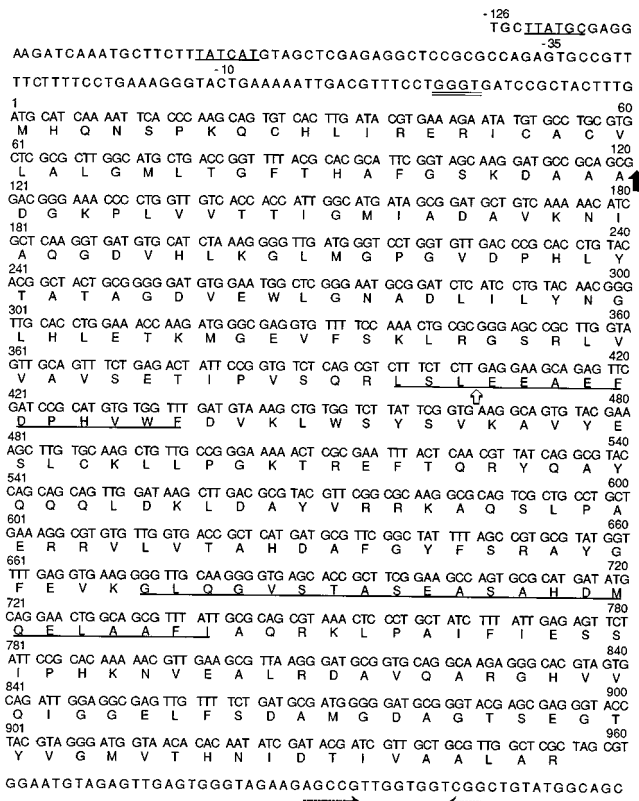 -126
TGCTTATGCGAGG
AAGATCAAATGCTTCTTTATCATGTAGCTCGAGAGGCTCCGCGCCAGAGTGCCGTT
-35
-10
TTCTTTTCCTGAAAGGGTACTGAAAAATTGACGTTTCCTGGGGTGATCCGCTACTTTG
1 60
ATG CAT CAA AAT TCA CCC AAG CAG TGT CAC TTG ATA CGT GAA AGA ATA TGT GCC TGC GTG
M H Q N S P K Q C H L I R E R I C A C V
61 120
CTC GCG CTT GGC ATG CTG ACC GGT TTT ACG CAC GCA TTC GGT AGC AAG GAT GCC GCA GCG
L A L G M L T G F T H A F G S K D A A A
121 180
GAC GGG AAA CCC CTG GTT GTC ACC ACC ATT GGC ATG ATA GCG GAT GCT GTC AAA AAC ATC
D G K P L V V T T I G M I A D A V K N I
181 240
GCT CAA GGT GAT GTG CAT CTA AAG GGG TTG ATG GGT CCT GGT GTT GAC CCG CAC CTG TAC
A Q G D V H L K G L M G P G V D P H L Y
241 300
ACG GCT ACT GCG GGG GAT GTG GAA TGG CTC GGG AAT GCG GAT CTC ATC CTG TAC AAC GGG
T A T A G D V E W L G N A D L I L Y N G
301 360
TTG CAC CTG GAA ACC AAG ATG GGC GAG GTG TTT TCC AAA CTG CGC GGG AGC CGC TTG GTA
L H L E T K M G E V F S K L R G S R L V
361 420
GTT GCA GTT TCT GAG ACT ATT CCG GTG TCT CAG CGT CTT TCT CTT GAG GAA GCA GAG TTC
V A V S E T I P V S Q R L S L E E A E F
421 480
GAT CCG CAT GTG TGG TTT GAT GTA AAG CTG TGG TCT TAT TCG GTG AAG GCA GTG TAC GAA
D P H V W F D V K L W S Y S V K A V Y E
481 540
AGC TTG TGC AAG CTG TTG CCG GGA AAA ACT CGC GAA TTT ACT CAA CGT TAT CAG GCG TAC
S L C K L L P G K T R E F T Q R Y Q A Y
541 600
CAG CAG CAG TTG GAT AAG CTT GAC GCG TAC GTT CGG CGC AAG GCG CAG TCG CTG CCT GCT
Q Q Q L D K L D A Y V R R K A Q S L P A
601 660
GAA AGG CGT GTG TTG GTG ACC GCT CAT GAT GCG TTC GGC TAT TTT AGC CGT GCG TAT GGT
E R R V L V T A H D A F G Y F S R A Y G
661 720
TTT GAG GTG AAG GGG TTG CAA GGG GTG AGC ACC GCT TCG GAA GCC AGT GCG CAT GAT ATG
F E V K G L Q G V S T A S E A S A H D M
721 780
CAG GAA CTG GCA GCG TTT ATT GCG CAG CGT AAA CTC CCT GCT ATC TTT ATT GAG AGT TCT
Q E L A A F I A Q R K L P A I F I E S S
781 840
ATT CCG CAC AAA AAC GTT GAA GCG TTA AGG GAT GCG GTG CAG GCA AGA GGG CAC GTA GTG
I P H K N V E A L R D A V Q A R G H V V
841 900
CAG ATT GGA GGC GAG TTG TTT TCT GAT GCG ATG GGG GAT GCG GGT ACG AGC GAG GGT ACC
Q I G G E L F S D A M G D A G T S E G T
901 960
TAC GTA GGG ATG GTA ACA CAC AAT ATC GAT ACG ATC GTT GCT GCG TTG GCT CGC TAG CGT
Y V G M V T H N I D T I V A A L A R
GGAATGTAGAGTTGAGTGGGTAGAAGAGCCGTTGGTGGTCGGCTGTATGGCAGC